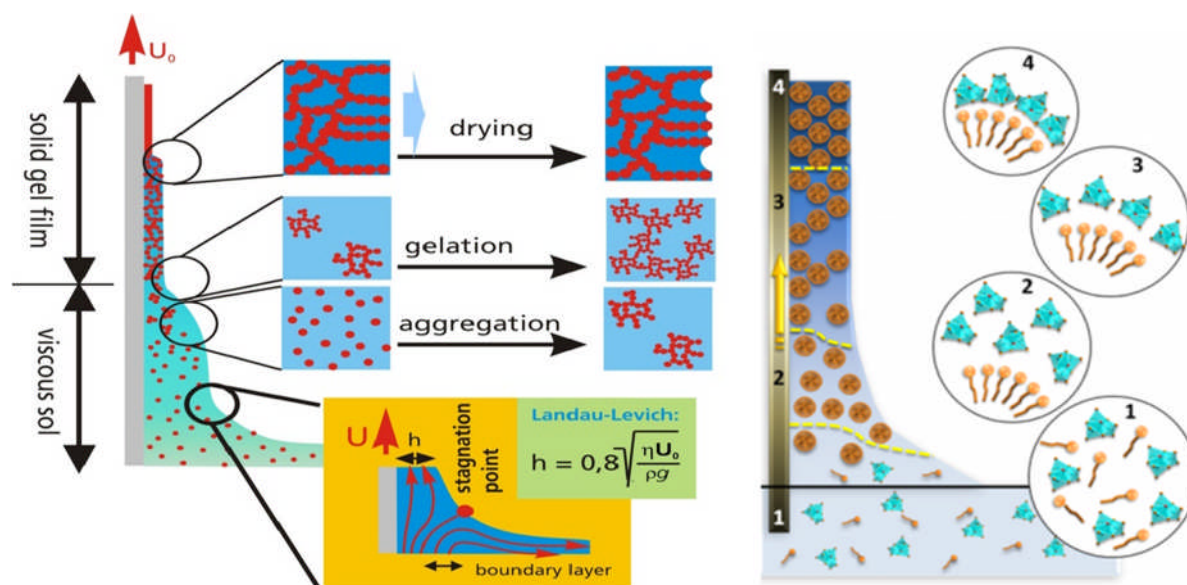 U₀
solid gel film
viscous sol
drying
gelation
aggregation
Landau-Levich:
h = 0,8√(ηU₀/ρg)
U
h
stagnation
point
boundary layer
4
3
2
1
4
3
2
1